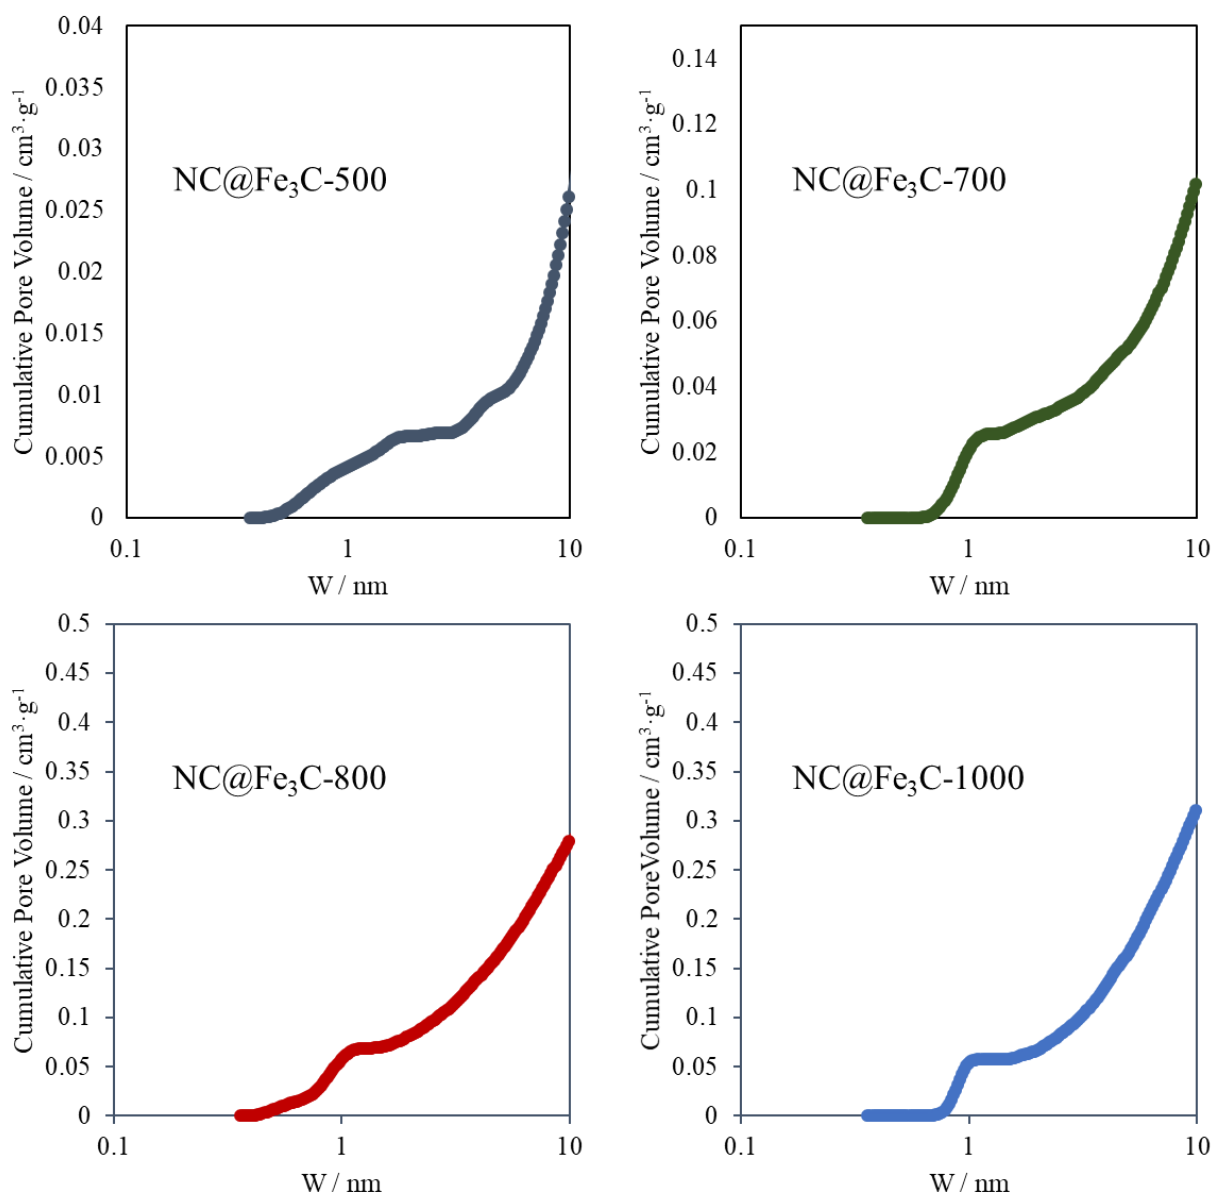 Cumulative Pore Volume / cm³·g⁻¹
0.04
0.035
0.03
0.025
0.02
0.015
0.01
0.005
0
NC@Fe₃C-500
0.1 1 10
W / nm
Cumulative Pore Volume / cm³·g⁻¹
0.14
0.12
0.1
0.08
0.06
0.04
0.02
0
NC@Fe₃C-700
0.1 1 10
W / nm
Cumulative Pore Volume / cm³·g⁻¹
0.5
0.45
0.4
0.35
0.3
0.25
0.2
0.15
0.1
0.05
0
NC@Fe₃C-800
0.1 1 10
W / nm
Cumulative Pore Volume / cm³·g⁻¹
0.5
0.45
0.4
0.35
0.3
0.25
0.2
0.15
0.1
0.05
0
NC@Fe₃C-1000
0.1 1 10
W / nm